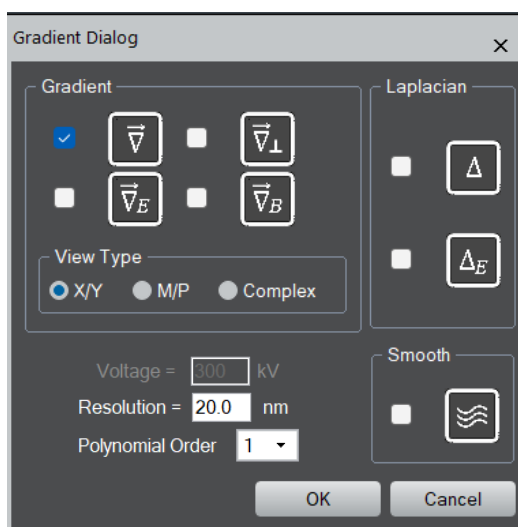 Gradient Dialog
×
Gradient
Laplacian
∇⃗
∇⃗⊥
Δ
∇⃗E
∇⃗B
ΔE
View Type
X/Y M/P Complex
Smooth
Voltage = 300 kV
Resolution = 20.0 nm
Polynomial Order 1
OK Cancel